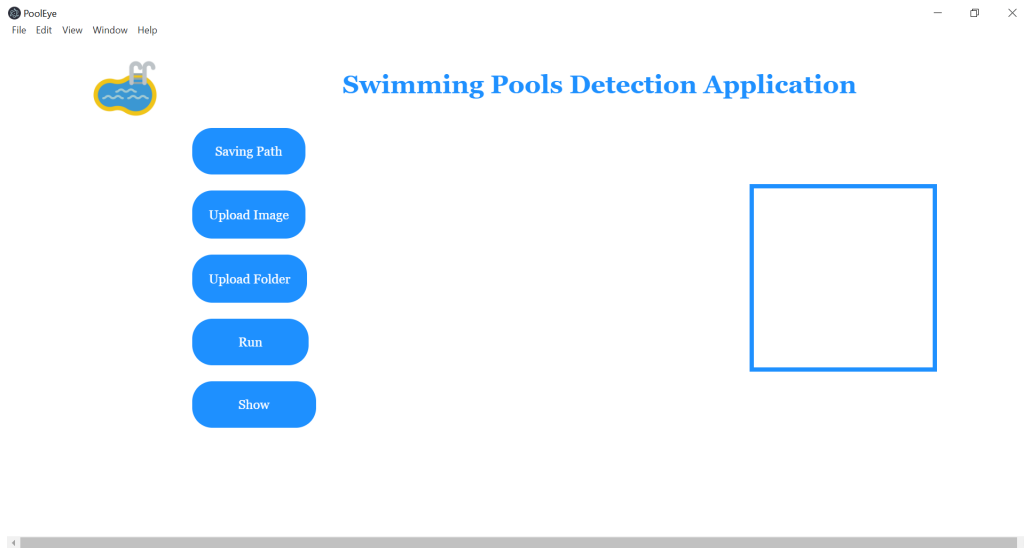 PoolEye
File Edit View Window Help
Swimming Pools Detection Application
Saving Path
Upload Image
Upload Folder
Run
Show